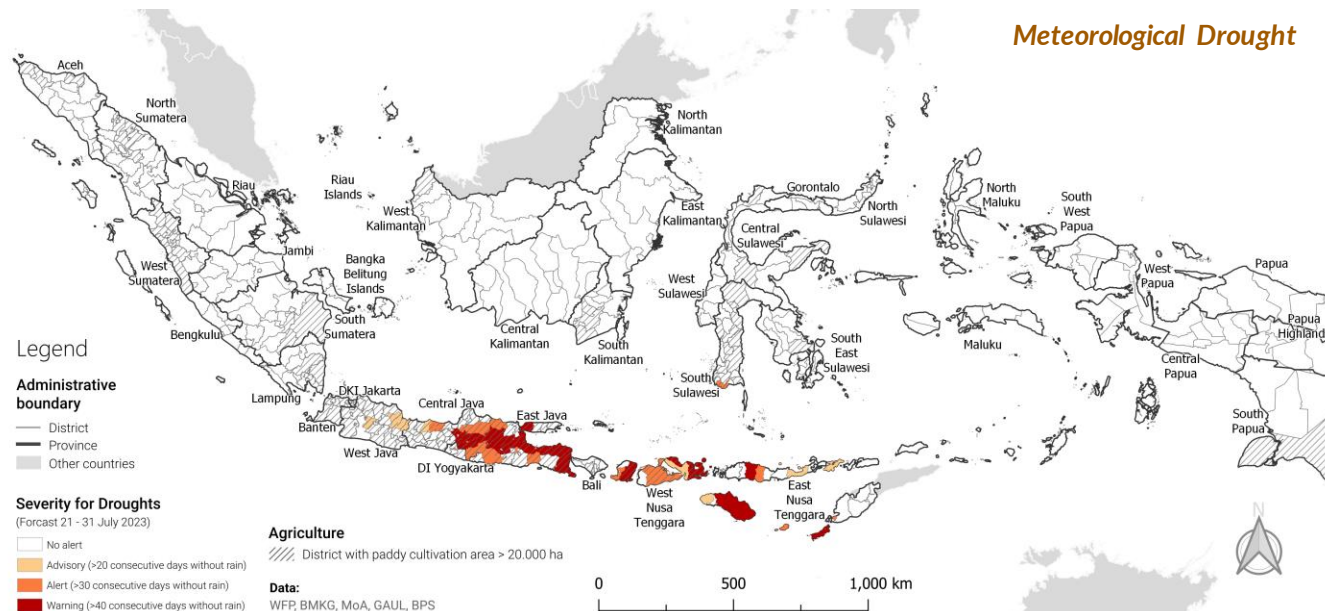 Meteorological Drought
Aceh
North
Sumatera
Riau
Riau
Islands
Jambi
West
Sumatera
Bangka
Belitung
Islands
South
Sumatera
Bengkulu
Lampung
North
Kalimantan
West
Kalimantan
East
Kalimantan
Central
Kalimantan
South
Kalimantan
Gorontalo
North
Sulawesi
Central
Sulawesi
West
Sulawesi
South
Sulawesi
South
East
Sulawesi
North
Maluku
Maluku
South
West
Papua
West
Papua
Papua
Papua
Highland
Central
Papua
South
Papua
DKI Jakarta
Banten
West Java
Central Java
DI Yogyakarta
East Java
Bali
West
Nusa
Tenggara
East
Nusa
Tenggara
Legend
Administrative
boundary
District
Province
Other countries
Severity for Droughts
(Forcast 21 - 31 July 2023)
No alert
Advisory (>20 consecutive days without rain)
Alert (>30 consecutive days without rain)
Warning (>40 consecutive days without rain)
Agriculture
District with paddy cultivation area > 20.000 ha
Data:
WFP, BMKG, MoA, GAUL, BPS
0 500 1,000 km
N